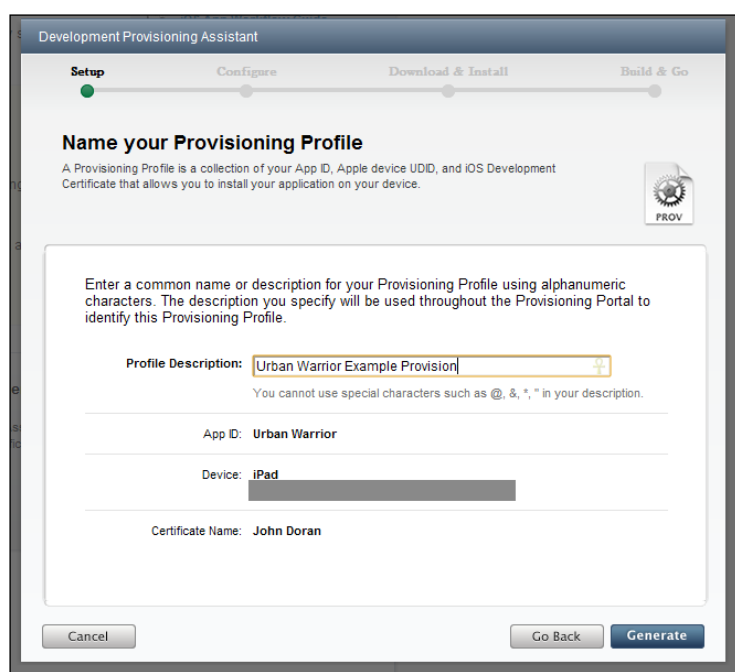 Development Provisioning Assistant
Setup Configure Download & Install Build & Go
Name your Provisioning Profile
A Provisioning Profile is a collection of your App ID, Apple device UDID, and iOS Development
Certificate that allows you to install your application on your device.
PROV
Enter a common name or description for your Provisioning Profile using alphanumeric
characters. The description you specify will be used throughout the Provisioning Portal to
identify this Provisioning Profile.
Profile Description: Urban Warrior Example Provision
You cannot use special characters such as @, &, *, " in your description.
App ID: Urban Warrior
Device: iPad
Certificate Name: John Doran
Cancel Go Back Generate